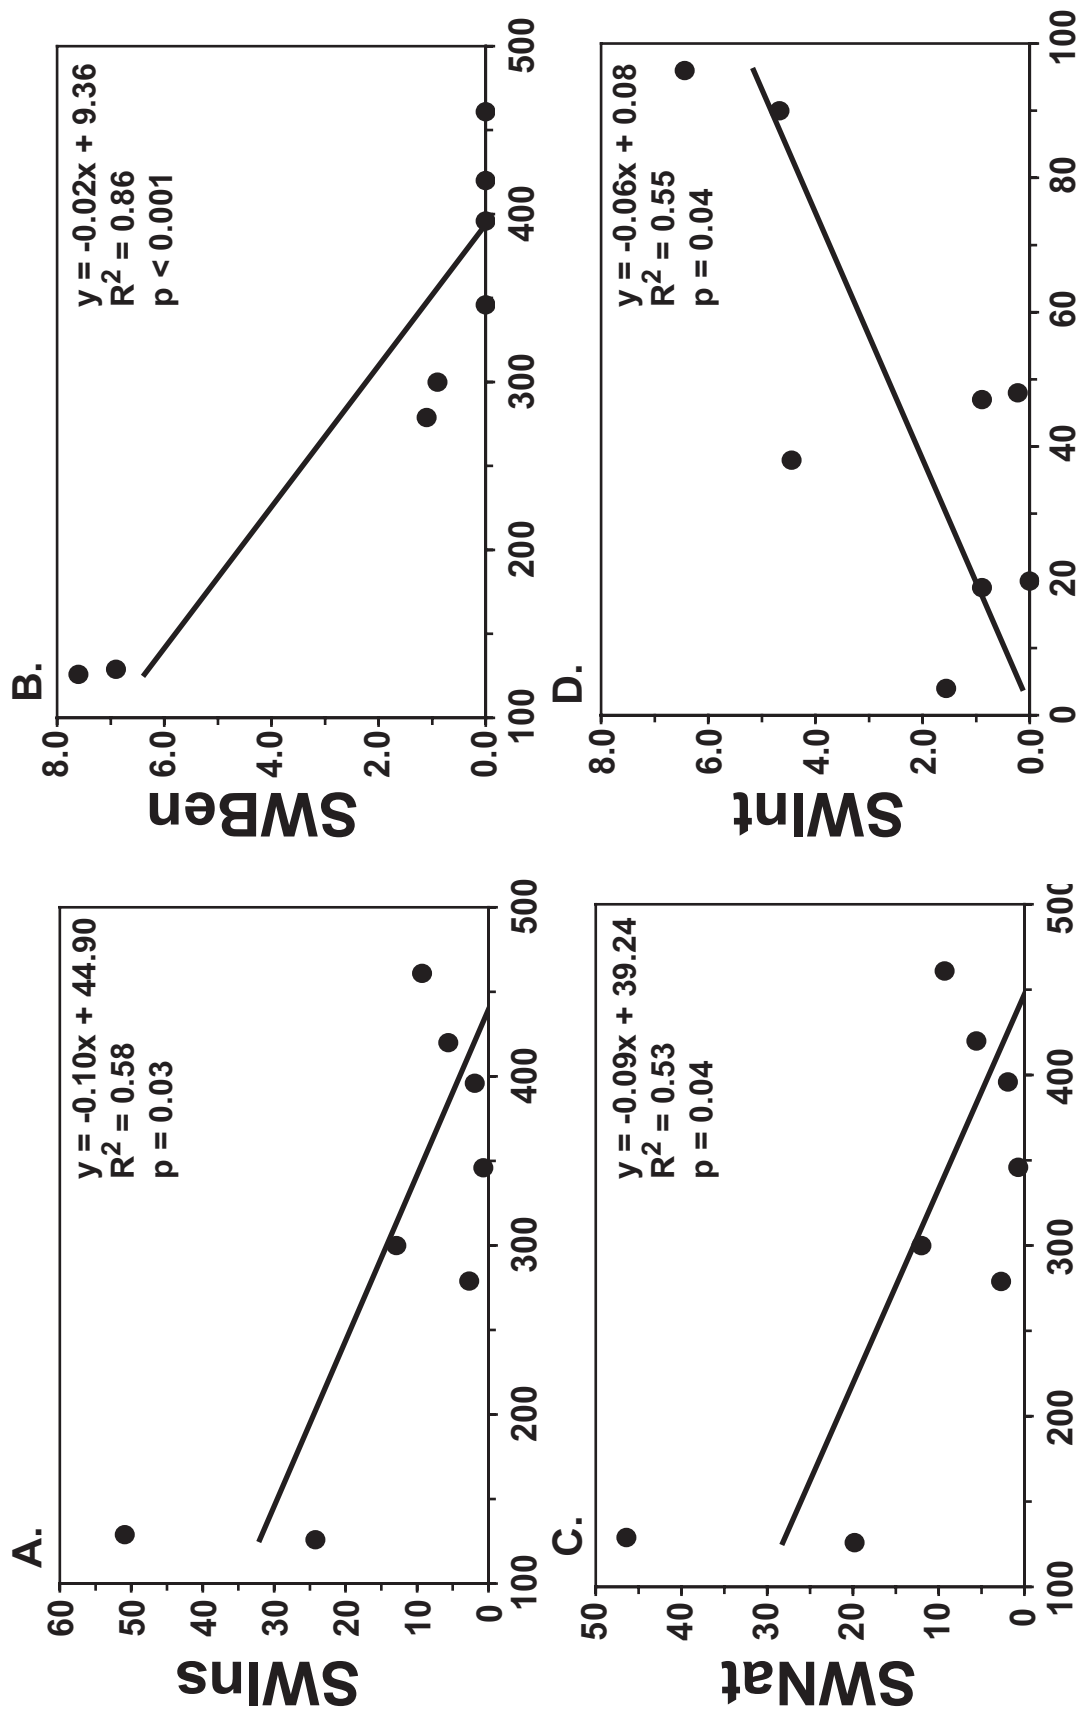 A.
SWIns
60
50
40
30
20
10
0
y = -0.10x + 44.90
R² = 0.58
p = 0.03
100
200
300
400
500
B.
SWBen
8.0
6.0
4.0
2.0
0.0
y = -0.02x + 9.36
R² = 0.86
p < 0.001
100
200
300
400
500
C.
SWNat
50
40
30
20
10
0
y = -0.09x + 39.24
R² = 0.53
p = 0.04
100
200
300
400
500
D.
SWInt
8.0
6.0
4.0
2.0
0.0
y = -0.06x + 0.08
R² = 0.55
p = 0.04
0
20
40
60
80
100